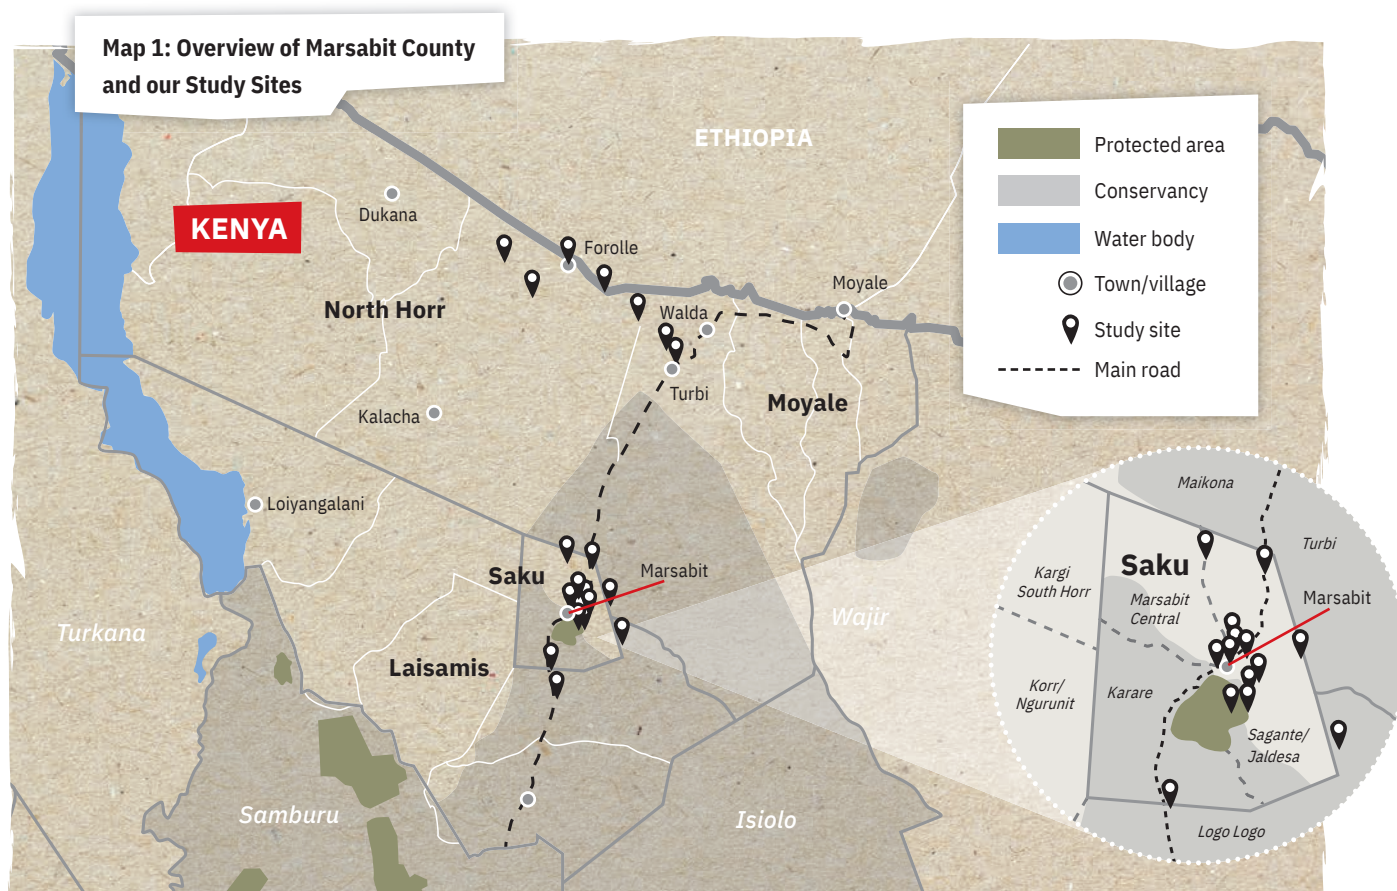 Map 1: Overview of Marsabit County
and our Study Sites
ETHIOPIA
KENYA
Dukana
Forolle
North Horr
Walda
Moyale
Turbi
Moyale
Kalacha
Loiyangalani
Saku
Marsabit
Turkana
Laisamis
Wajir
Samburu
Isiolo
Protected area
Conservancy
Water body
Town/village
Study site
Main road
Maikona
Turbi
Saku
Kargi
South Horr
Marsabit
Central
Marsabit
Korr/
Ngurunit
Karare
Sagante/
Jaldesa
Logo Logo